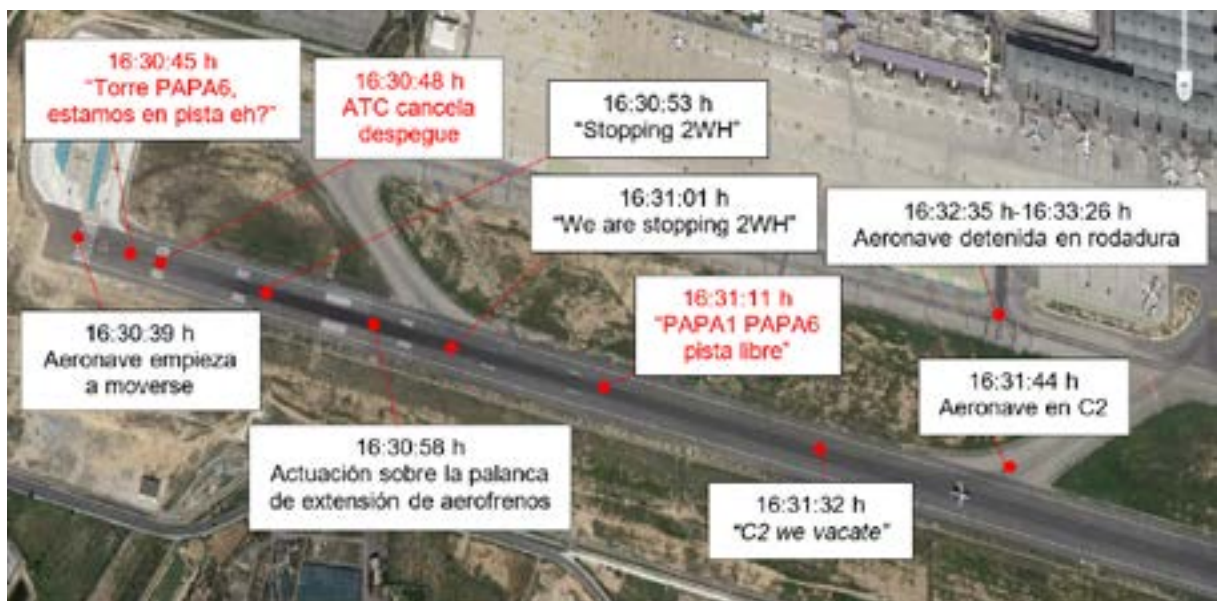 16:30:45 h
“Torre PAPA6,
estamos en pista eh?”
16:30:48 h
ATC cancela
despegue
16:30:53 h
“Stopping 2WH”
16:31:01 h
“We are stopping 2WH”
16:32:35 h-16:33:26 h
Aeronave detenida en rodadura
16:30:39 h
Aeronave empieza
a moverse
16:31:11 h
“PAPA1 PAPA6
pista libre”
16:31:44 h
Aeronave en C2
16:30:58 h
Actuación sobre la palanca
de extensión de aerofrenos
16:31:32 h
“C2 we vacate”